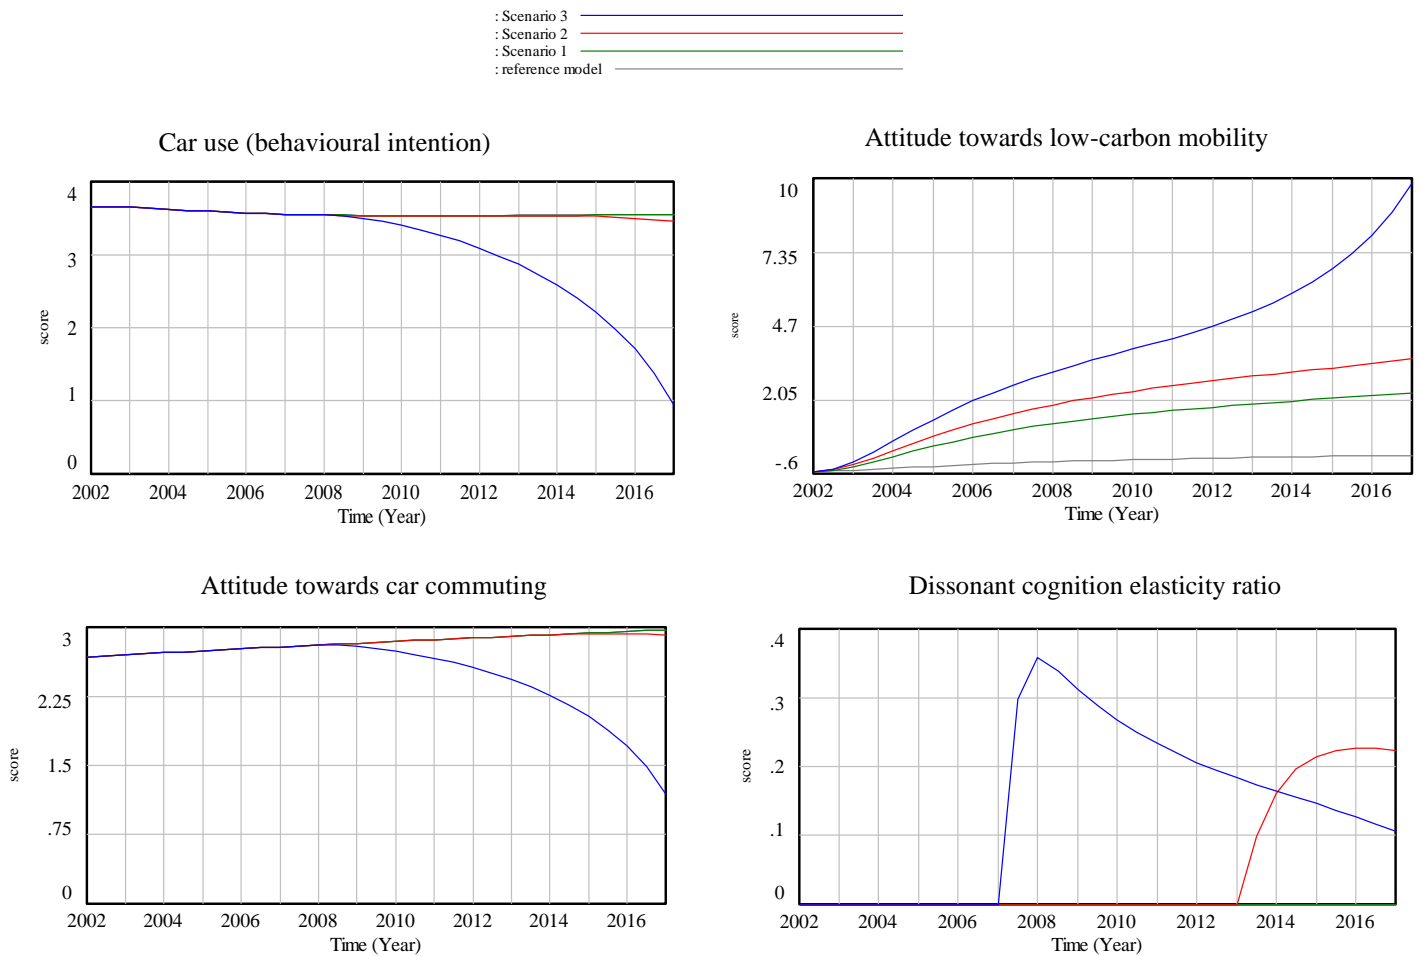 : Scenario 3
: Scenario 2
: Scenario 1
: reference model
Car use (behavioural intention)
4
3
2
1
0
score
2002 2004 2006 2008 2010 2012 2014 2016
Time (Year)
Attitude towards low-carbon mobility
10
7.35
4.7
2.05
-.6
score
2002 2004 2006 2008 2010 2012 2014 2016
Time (Year)
Attitude towards car commuting
3
2.25
1.5
.75
0
score
2002 2004 2006 2008 2010 2012 2014 2016
Time (Year)
Dissonant cognition elasticity ratio
.4
.3
.2
.1
0
score
2002 2004 2006 2008 2010 2012 2014 2016
Time (Year)